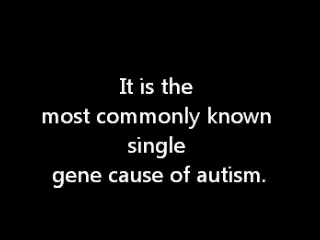 It is the
most commonly known
single
gene cause of autism.